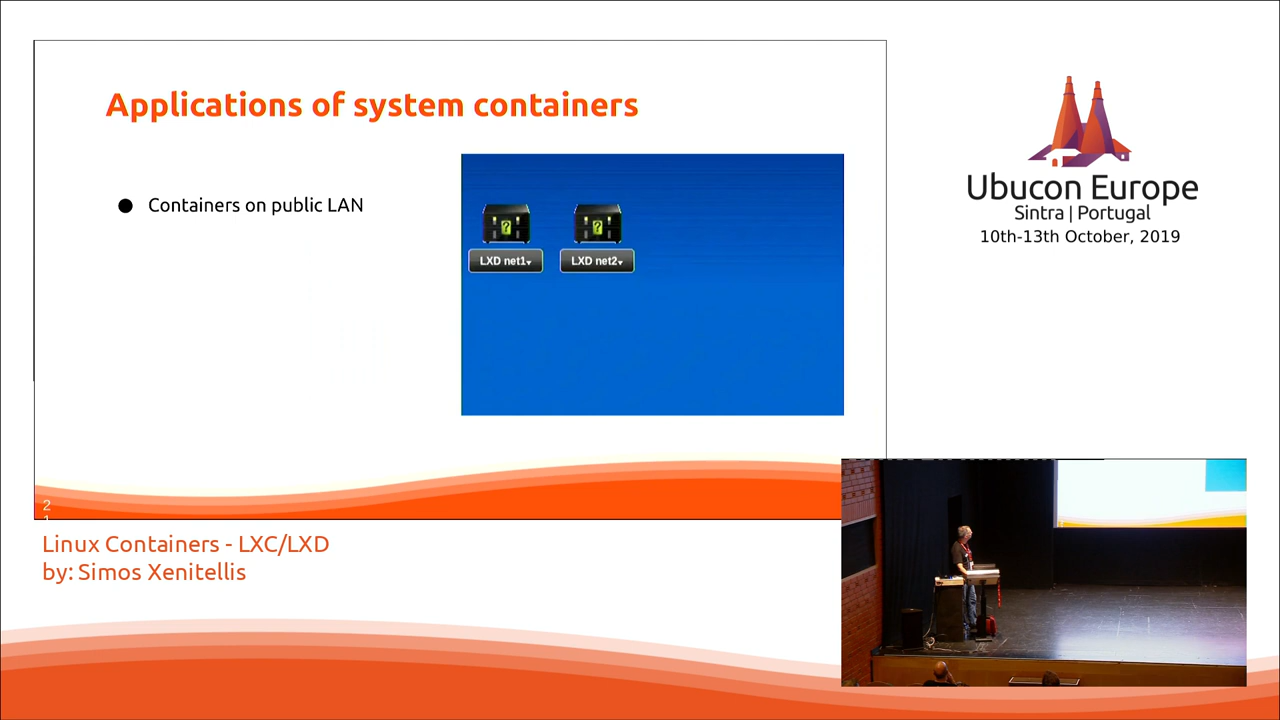 Applications of system containers
● Containers on public LAN
? ?
LXD net1▾ LXD net2▾
2
Linux Containers - LXC/LXD
by: Simos Xenitellis
Ubucon Europe
Sintra | Portugal
10th-13th October, 2019